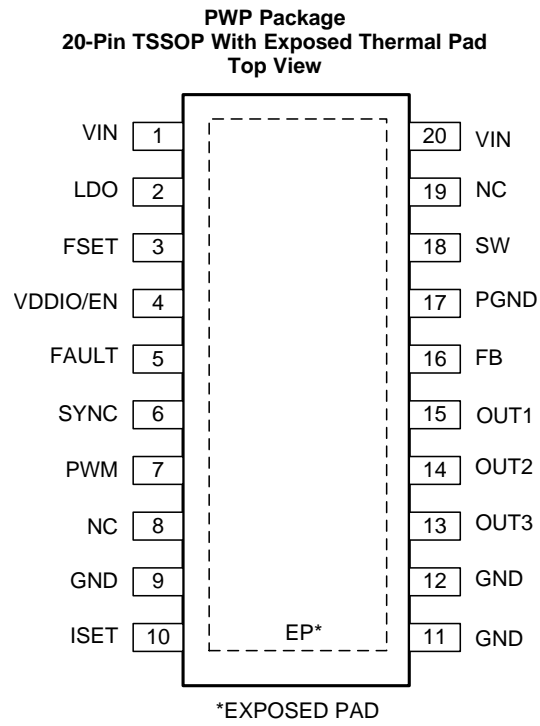 PWP Package
20-Pin TSSOP With Exposed Thermal Pad
Top View
VIN 1 20 VIN
LDO 2 19 NC
FSET 3 18 SW
VDDIO/EN 4 17 PGND
FAULT 5 16 FB
SYNC 6 15 OUT1
PWM 7 14 OUT2
NC 8 13 OUT3
GND 9 12 GND
ISET 10 EP* 11 GND
*EXPOSED PAD